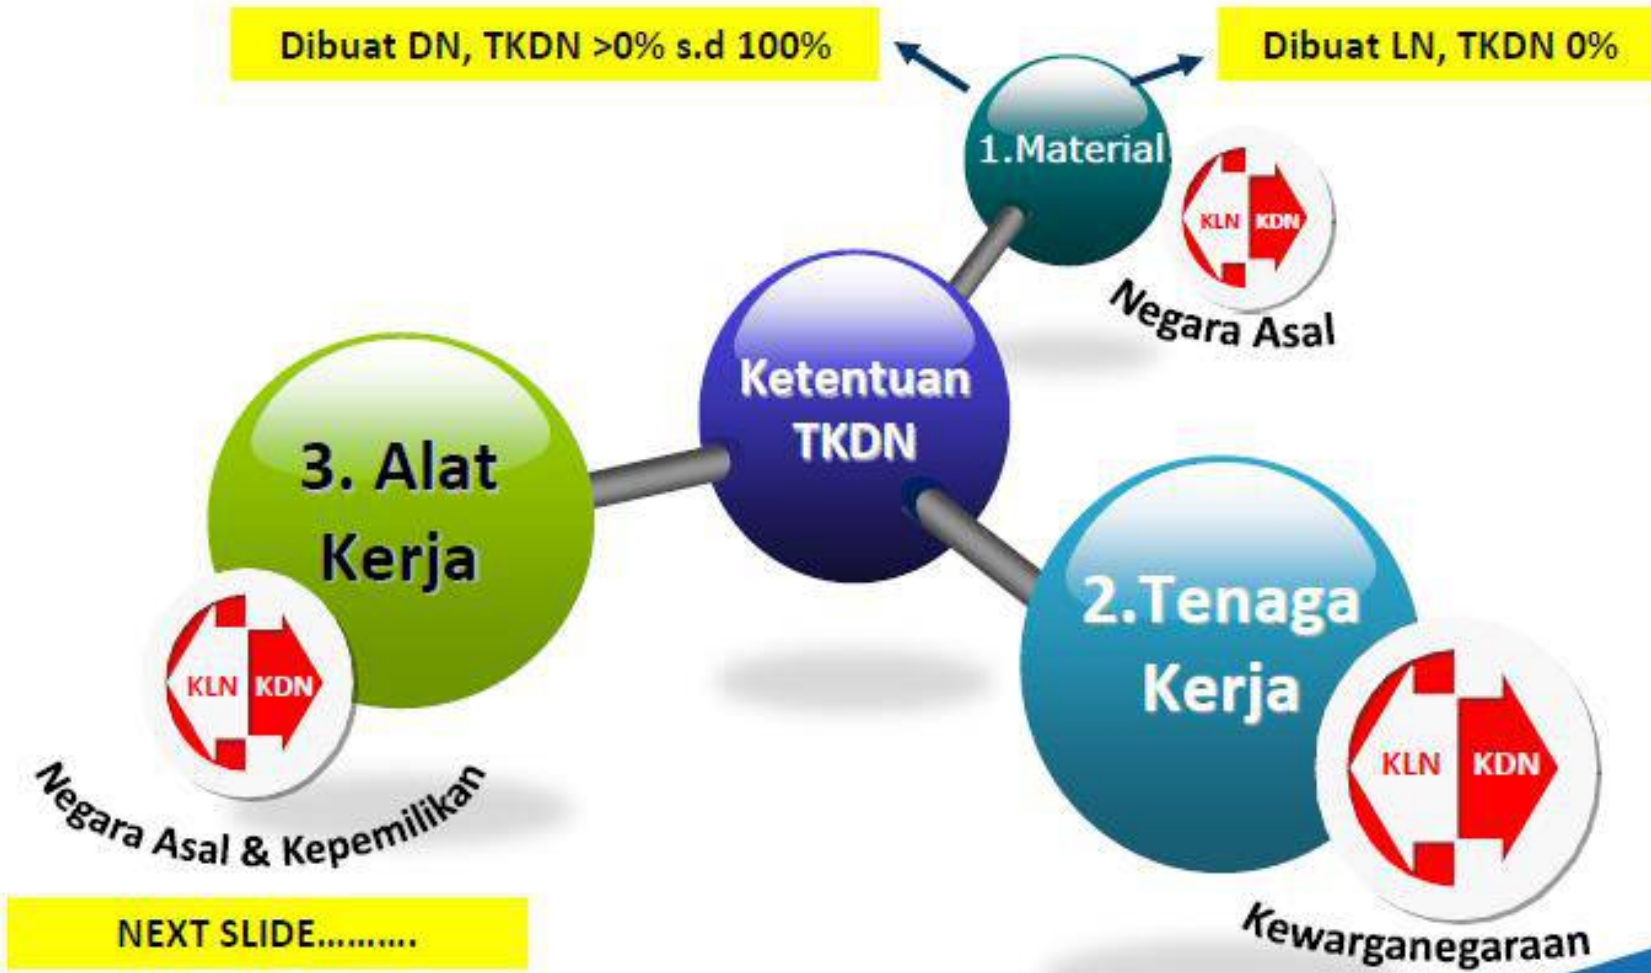 Dibuat DN, TKDN >0% s.d 100%
Dibuat LN, TKDN 0%
1.Material
KLN KDN
Negara Asal
Ketentuan
TKDN
3. Alat
Kerja
KLN KDN
Negara Asal & Kepemilikan
2.Tenaga
Kerja
KLN KDN
Kewarganegaraan
NEXT SLIDE..........